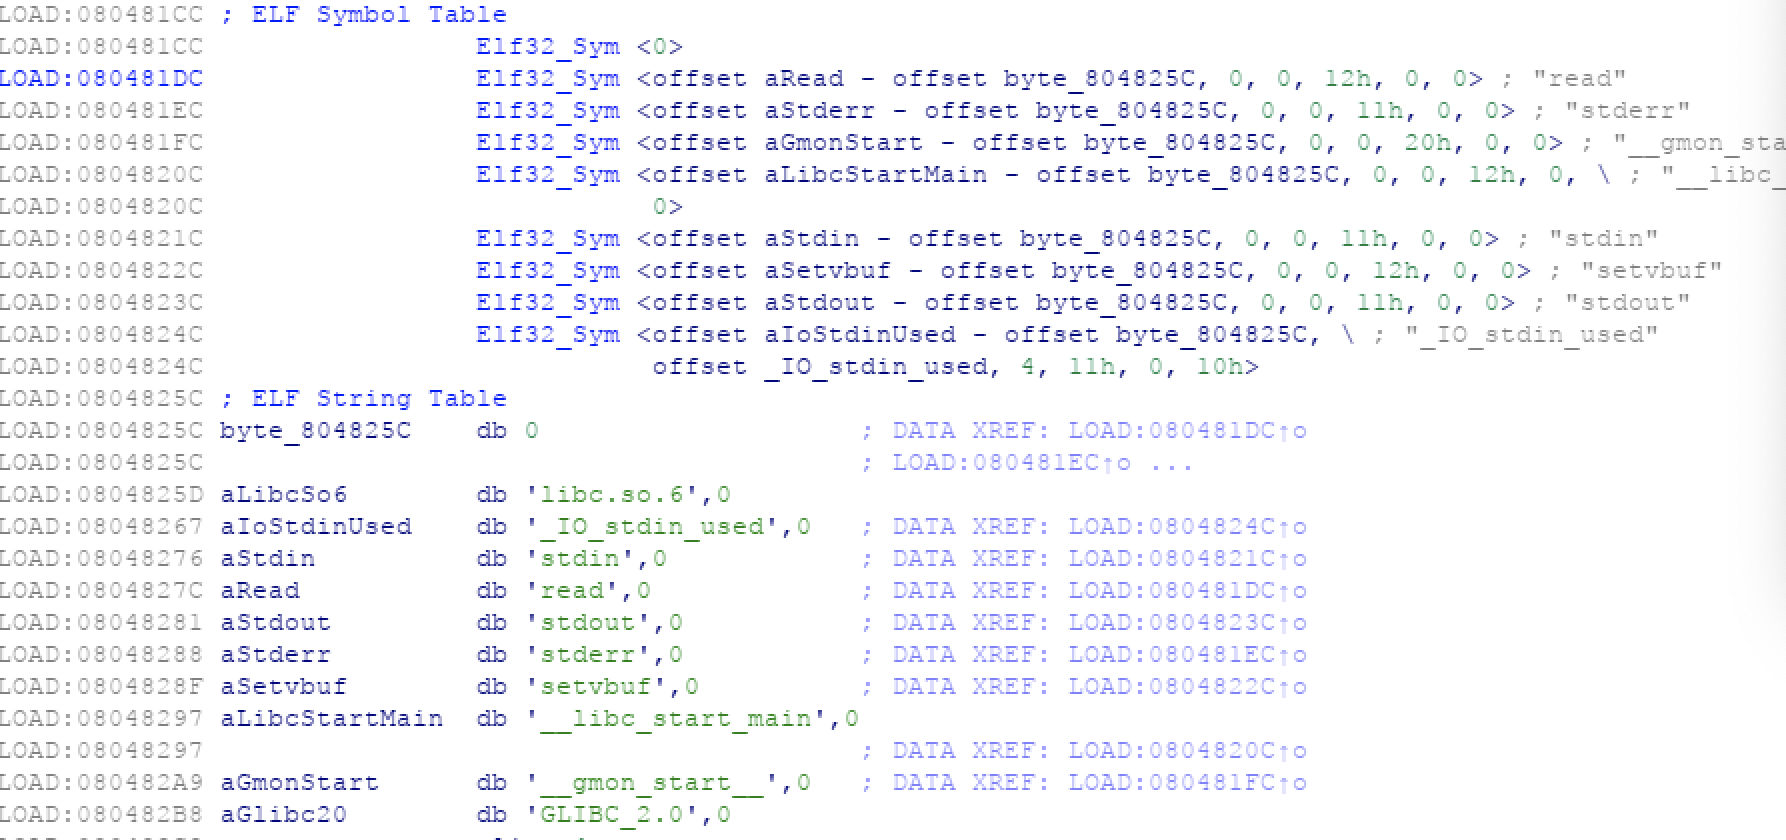 LOAD:080481CC ; ELF Symbol Table
LOAD:080481CC Elf32_Sym <0>
LOAD:080481DC Elf32_Sym <offset aRead - offset byte_804825C, 0, 0, 12h, 0, 0> ; "read"
LOAD:080481EC Elf32_Sym <offset aStderr - offset byte_804825C, 0, 0, 11h, 0, 0> ; "stderr"
LOAD:080481FC Elf32_Sym <offset aGmonStart - offset byte_804825C, 0, 0, 20h, 0, 0> ; "__gmon_sta
LOAD:0804820C Elf32_Sym <offset aLibcStartMain - offset byte_804825C, 0, 0, 12h, 0, \ ; "__libc_
LOAD:0804820C 0>
LOAD:0804821C Elf32_Sym <offset aStdin - offset byte_804825C, 0, 0, 11h, 0, 0> ; "stdin"
LOAD:0804822C Elf32_Sym <offset aSetvbuf - offset byte_804825C, 0, 0, 12h, 0, 0> ; "setvbuf"
LOAD:0804823C Elf32_Sym <offset aStdout - offset byte_804825C, 0, 0, 11h, 0, 0> ; "stdout"
LOAD:0804824C Elf32_Sym <offset aIoStdinUsed - offset byte_804825C, \ ; "_IO_stdin_used"
LOAD:0804824C offset _IO_stdin_used, 4, 11h, 0, 10h>
LOAD:0804825C ; ELF String Table
LOAD:0804825C byte_804825C db 0 ; DATA XREF: LOAD:080481DC↑o
LOAD:0804825C ; LOAD:080481EC↑o ...
LOAD:0804825D aLibcSo6 db 'libc.so.6',0
LOAD:08048267 aIoStdinUsed db '_IO_stdin_used',0 ; DATA XREF: LOAD:0804824C↑o
LOAD:08048276 aStdin db 'stdin',0 ; DATA XREF: LOAD:0804821C↑o
LOAD:0804827C aRead db 'read',0 ; DATA XREF: LOAD:080481DC↑o
LOAD:08048281 aStdout db 'stdout',0 ; DATA XREF: LOAD:0804823C↑o
LOAD:08048288 aStderr db 'stderr',0 ; DATA XREF: LOAD:080481EC↑o
LOAD:0804828F aSetvbuf db 'setvbuf',0 ; DATA XREF: LOAD:0804822C↑o
LOAD:08048297 aLibcStartMain db '__libc_start_main',0
LOAD:08048297 ; DATA XREF: LOAD:0804820C↑o
LOAD:080482A9 aGmonStart db '__gmon_start__',0 ; DATA XREF: LOAD:080481FC↑o
LOAD:080482B8 aGlibc20 db 'GLIBC_2.0',0